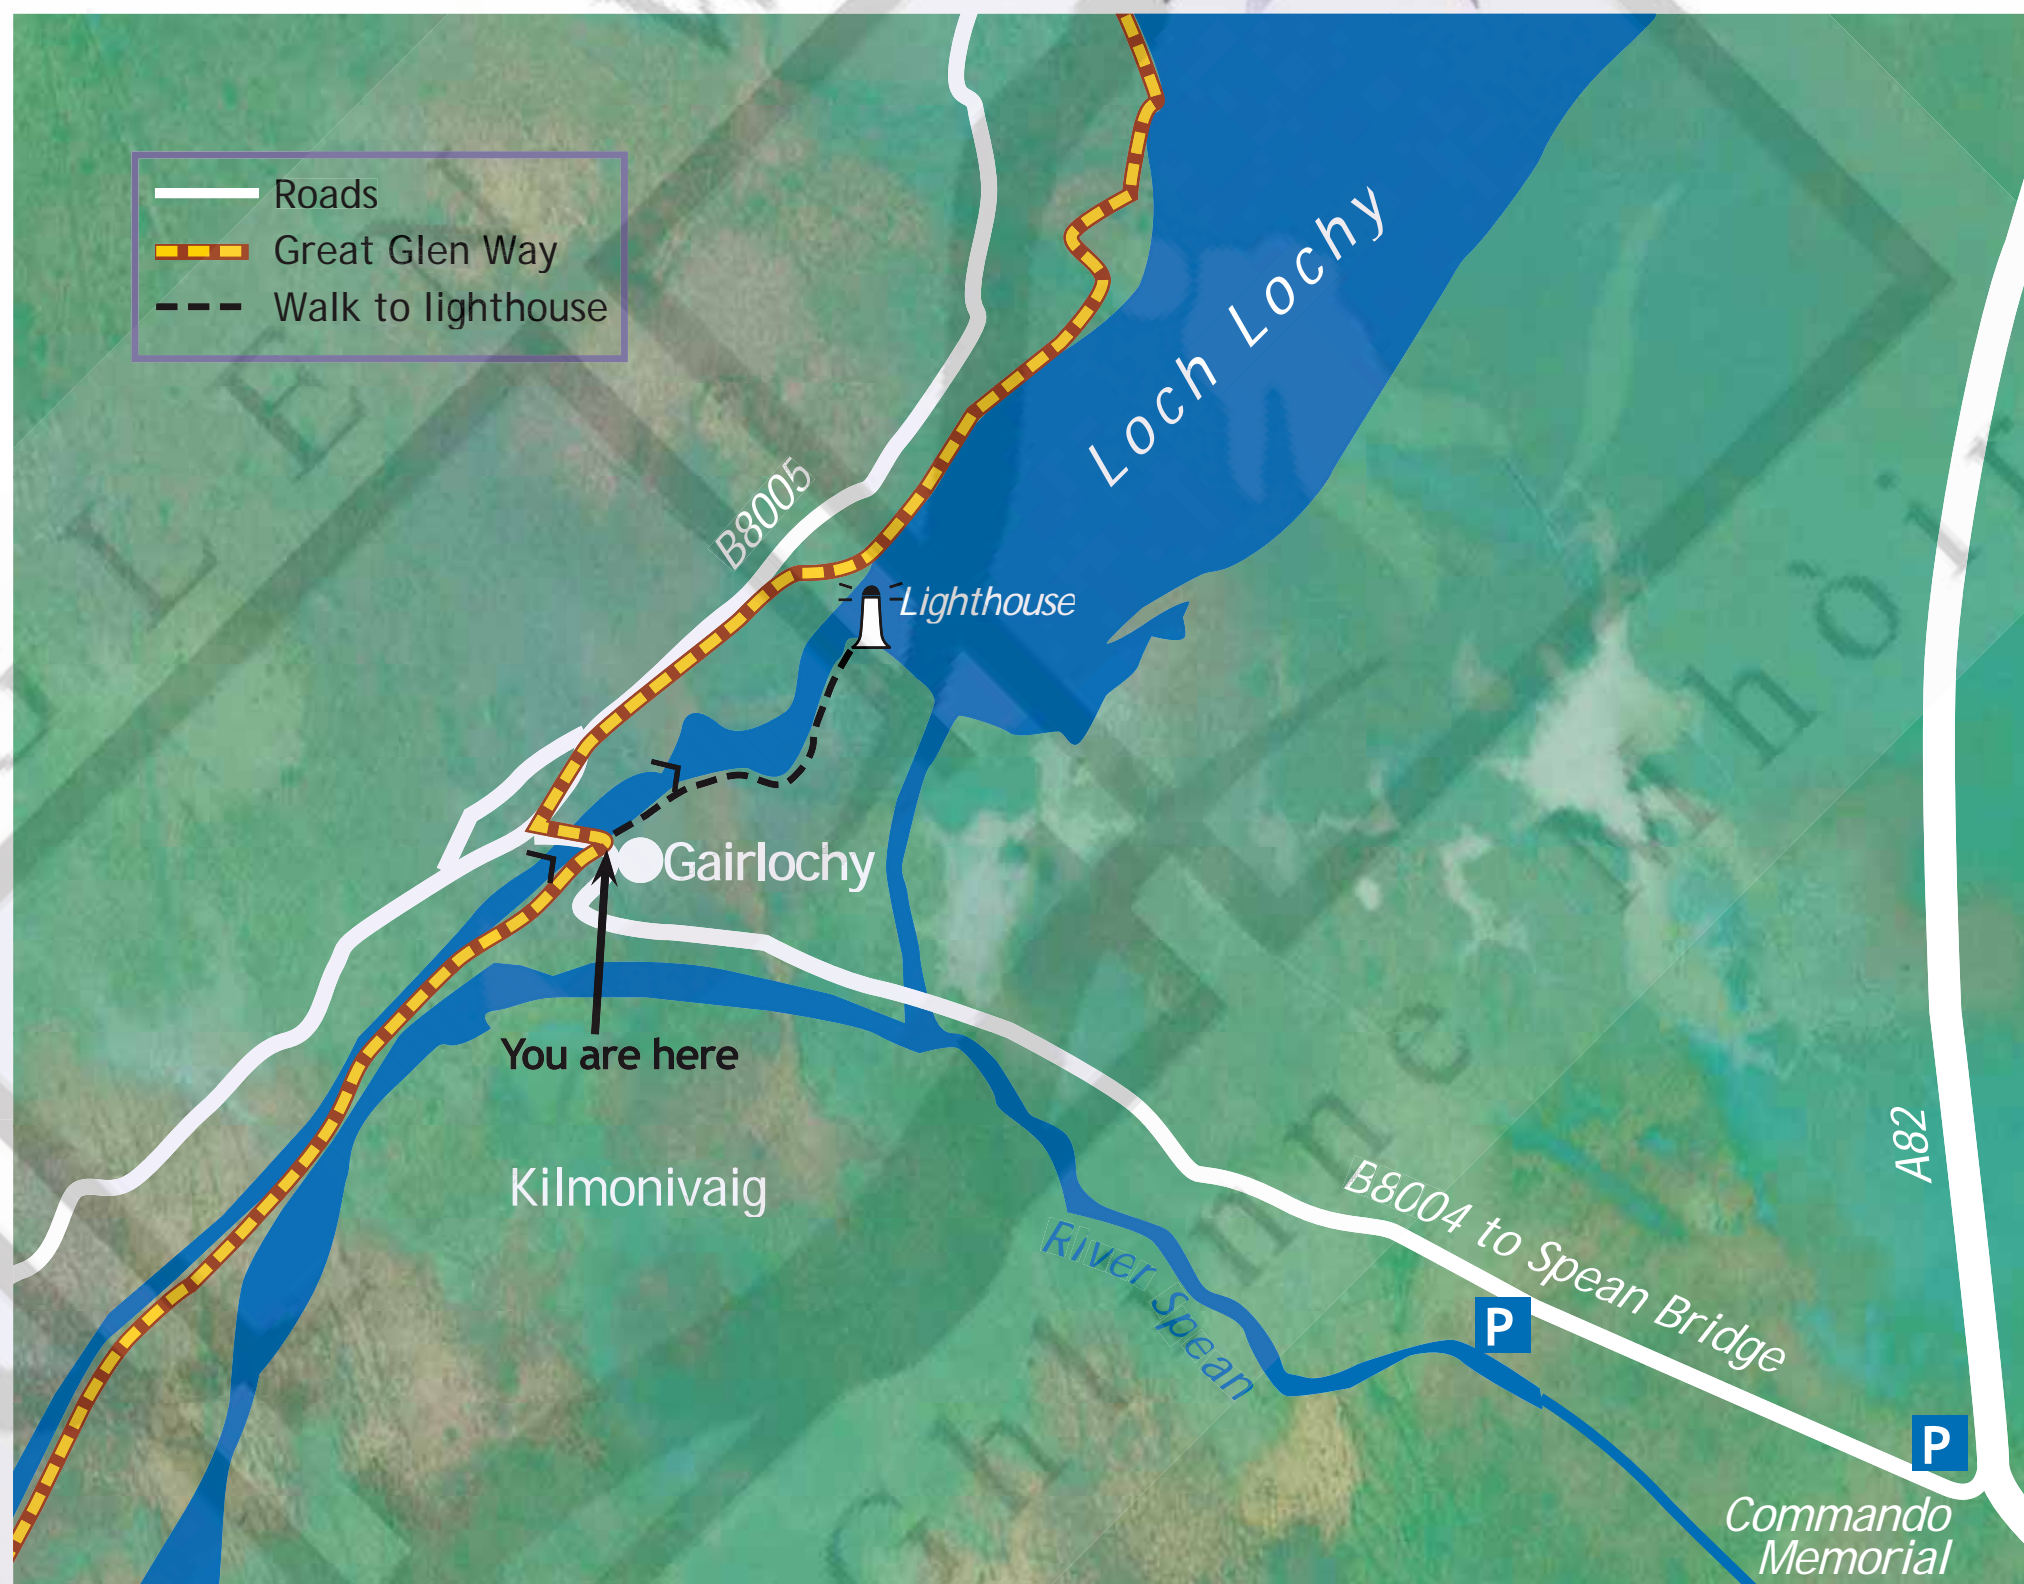 Roads
Great Glen Way
Walk to lighthouse
Loch Lochy
B8005
Lighthouse
Gairlochy
You are here
Kilmonivaig
River Spean
B8004 to Spean Bridge
A82
P
P
Commando
Memorial